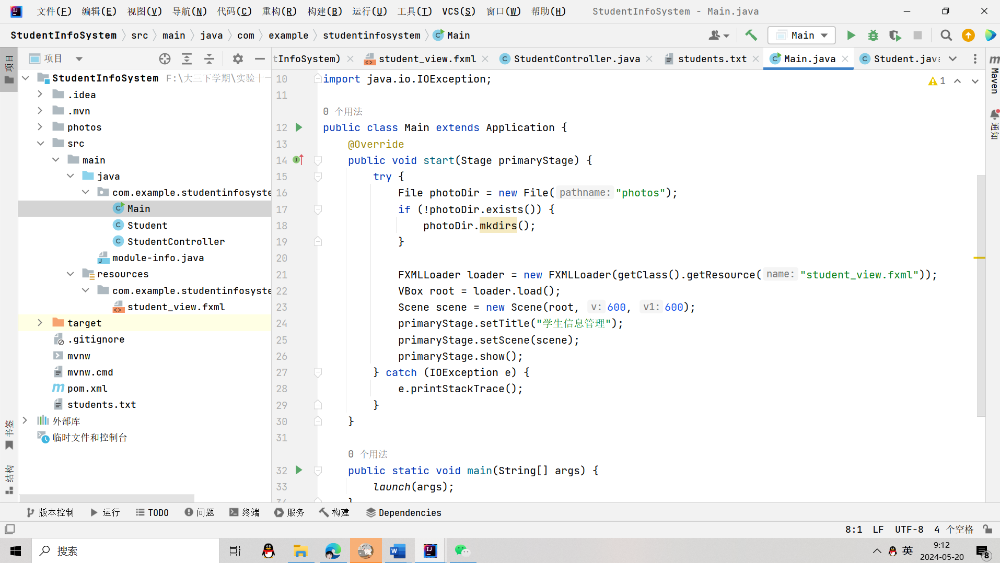 文件(F) 编辑(E) 视图(V) 导航(N) 代码(C) 重构(R) 构建(B) 运行(U) 工具(T) VCS(S) 窗口(W) 帮助(H) StudentInfoSystem - Main.java
StudentInfoSystem src main java com example studentinfosystem Main
Main
项目
项目
tInfoSystem) student_view.fxml StudentController.java students.txt Main.java Student.jav
StudentInfoSystem F:\大三下学期\实验十一
.idea
.mvn
photos
src
main
java
com.example.studentinfosyste
Main
Student
StudentController
module-info.java
resources
com.example.studentinfosyste
student_view.fxml
target
.gitignore
mvnw
mvnw.cmd
pom.xml
students.txt
外部库
临时文件和控制台
书签
结构
10 import java.io.IOException;
11
0 个用法
12 public class Main extends Application {
13 @Override
14 public void start(Stage primaryStage) {
15 try {
16 File photoDir = new File( pathname: "photos");
17 if (!photoDir.exists()) {
18 photoDir.mkdirs();
19 }
20
21 FXMLLoader loader = new FXMLLoader(getClass().getResource( name: "student_view.fxml"));
22 VBox root = loader.load();
23 Scene scene = new Scene(root, v: 600, v1: 600);
24 primaryStage.setTitle("学生信息管理");
25 primaryStage.setScene(scene);
26 primaryStage.show();
27 } catch (IOException e) {
28 e.printStackTrace();
29 }
30 }
31
0 个用法
32 public static void main(String[] args) {
33 launch(args);
34 }
1
m
Maven
通知
版本控制 运行 TODO 问题 终端 服务 构建 Dependencies
8:1 LF UTF-8 4 个空格
搜索
英
9:12
2024-05-20
8